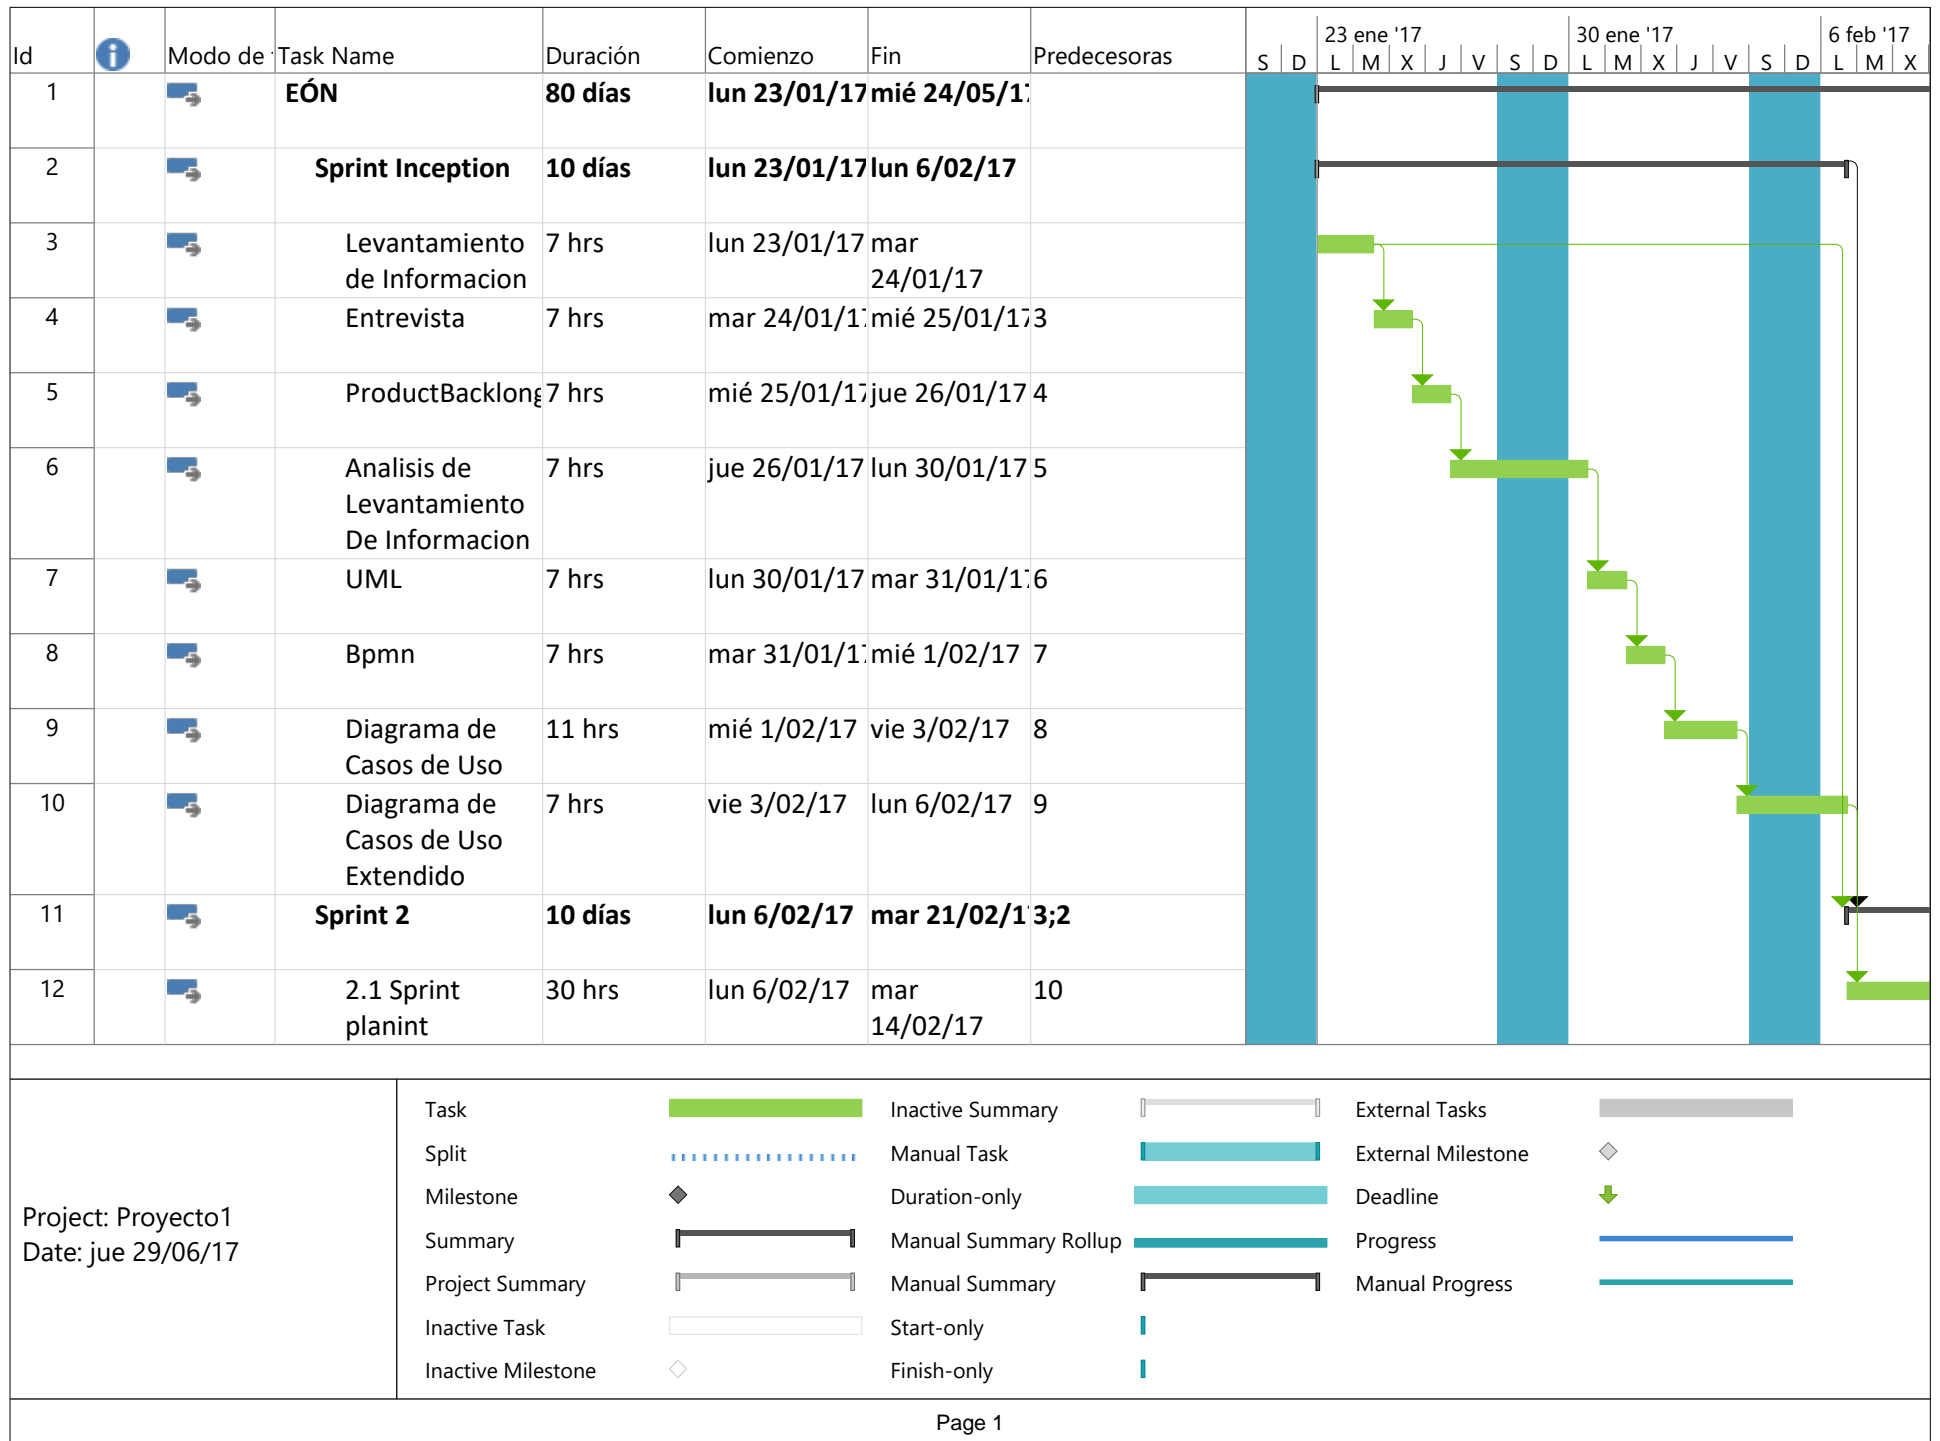 Id Modo de Task Name Duración Comienzo Fin Predecesoras
23 ene '17 30 ene '17 6 feb '17
S D L M X J V S D L M X J V S D L M X
1 EÓN 80 días lun 23/01/17 mié 24/05/17
2 Sprint Inception 10 días lun 23/01/17 lun 6/02/17
3 Levantamiento 7 hrs lun 23/01/17 mar
de Informacion 24/01/17
4 Entrevista 7 hrs mar 24/01/17 mié 25/01/17 3
5 ProductBacklong 7 hrs mié 25/01/17 jue 26/01/17 4
6 Analisis de 7 hrs jue 26/01/17 lun 30/01/17 5
Levantamiento
De Informacion
7 UML 7 hrs lun 30/01/17 mar 31/01/17 6
8 Bpmn 7 hrs mar 31/01/17 mié 1/02/17 7
9 Diagrama de 11 hrs mié 1/02/17 vie 3/02/17 8
Casos de Uso
10 Diagrama de 7 hrs vie 3/02/17 lun 6/02/17 9
Casos de Uso
Extendido
11 Sprint 2 10 días lun 6/02/17 mar 21/02/17 3;2
12 2.1 Sprint 30 hrs lun 6/02/17 mar 10
planint 14/02/17
Project: Proyecto1
Date: jue 29/06/17
Task
Split
Milestone
Summary
Project Summary
Inactive Task
Inactive Milestone
Inactive Summary
Manual Task
Duration-only
Manual Summary Rollup
Manual Summary
Start-only
Finish-only
External Tasks
External Milestone
Deadline
Progress
Manual Progress
Page 1